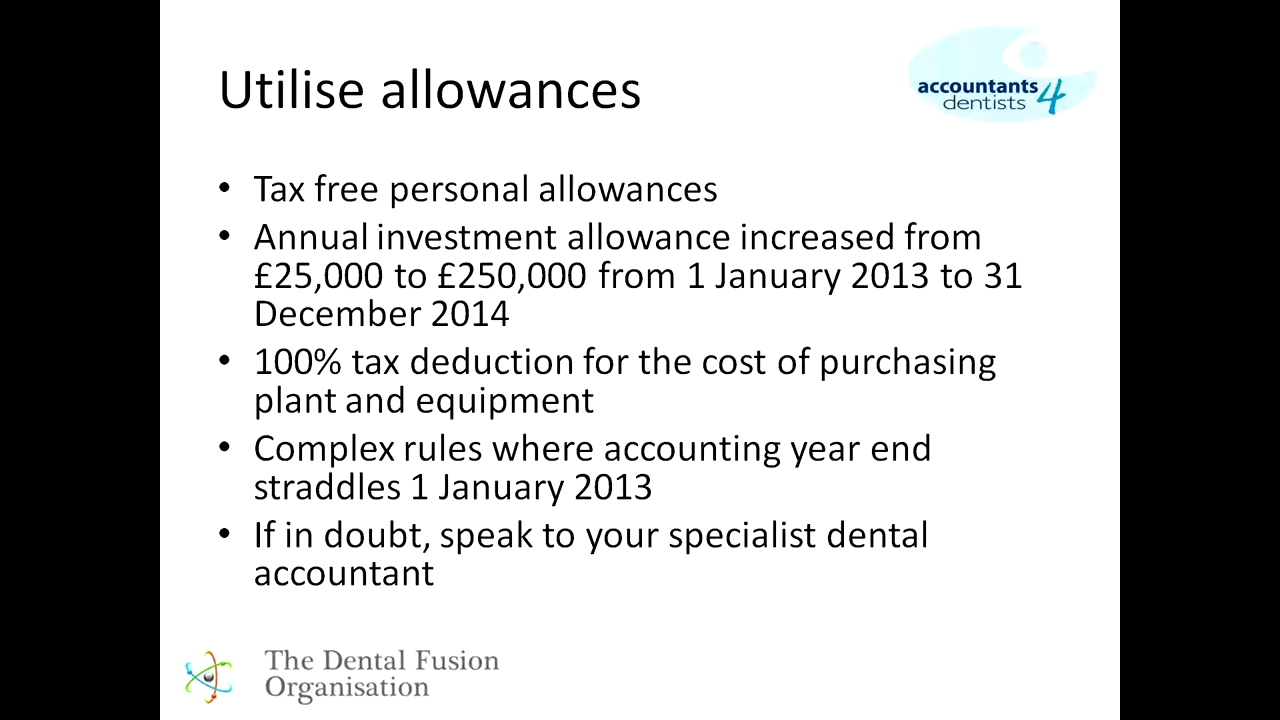 Utilise allowances
accountants 4
dentists
• Tax free personal allowances
• Annual investment allowance increased from
£25,000 to £250,000 from 1 January 2013 to 31
December 2014
• 100% tax deduction for the cost of purchasing
plant and equipment
• Complex rules where accounting year end
straddles 1 January 2013
• If in doubt, speak to your specialist dental
accountant
The Dental Fusion
Organisation